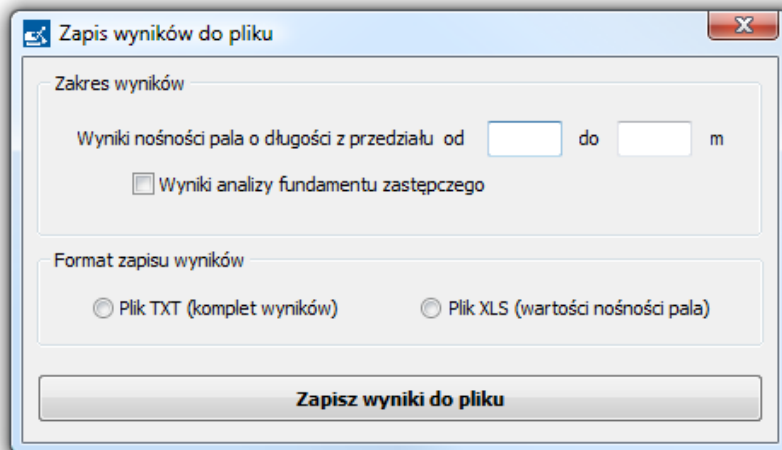 Zapis wyników do pliku
Zakres wyników
Wyniki nośności pala o długości z przedziału od do m
Wyniki analizy fundamentu zastępczego
Format zapisu wyników
Plik TXT (komplet wyników) Plik XLS (wartości nośności pala)
Zapisz wyniki do pliku